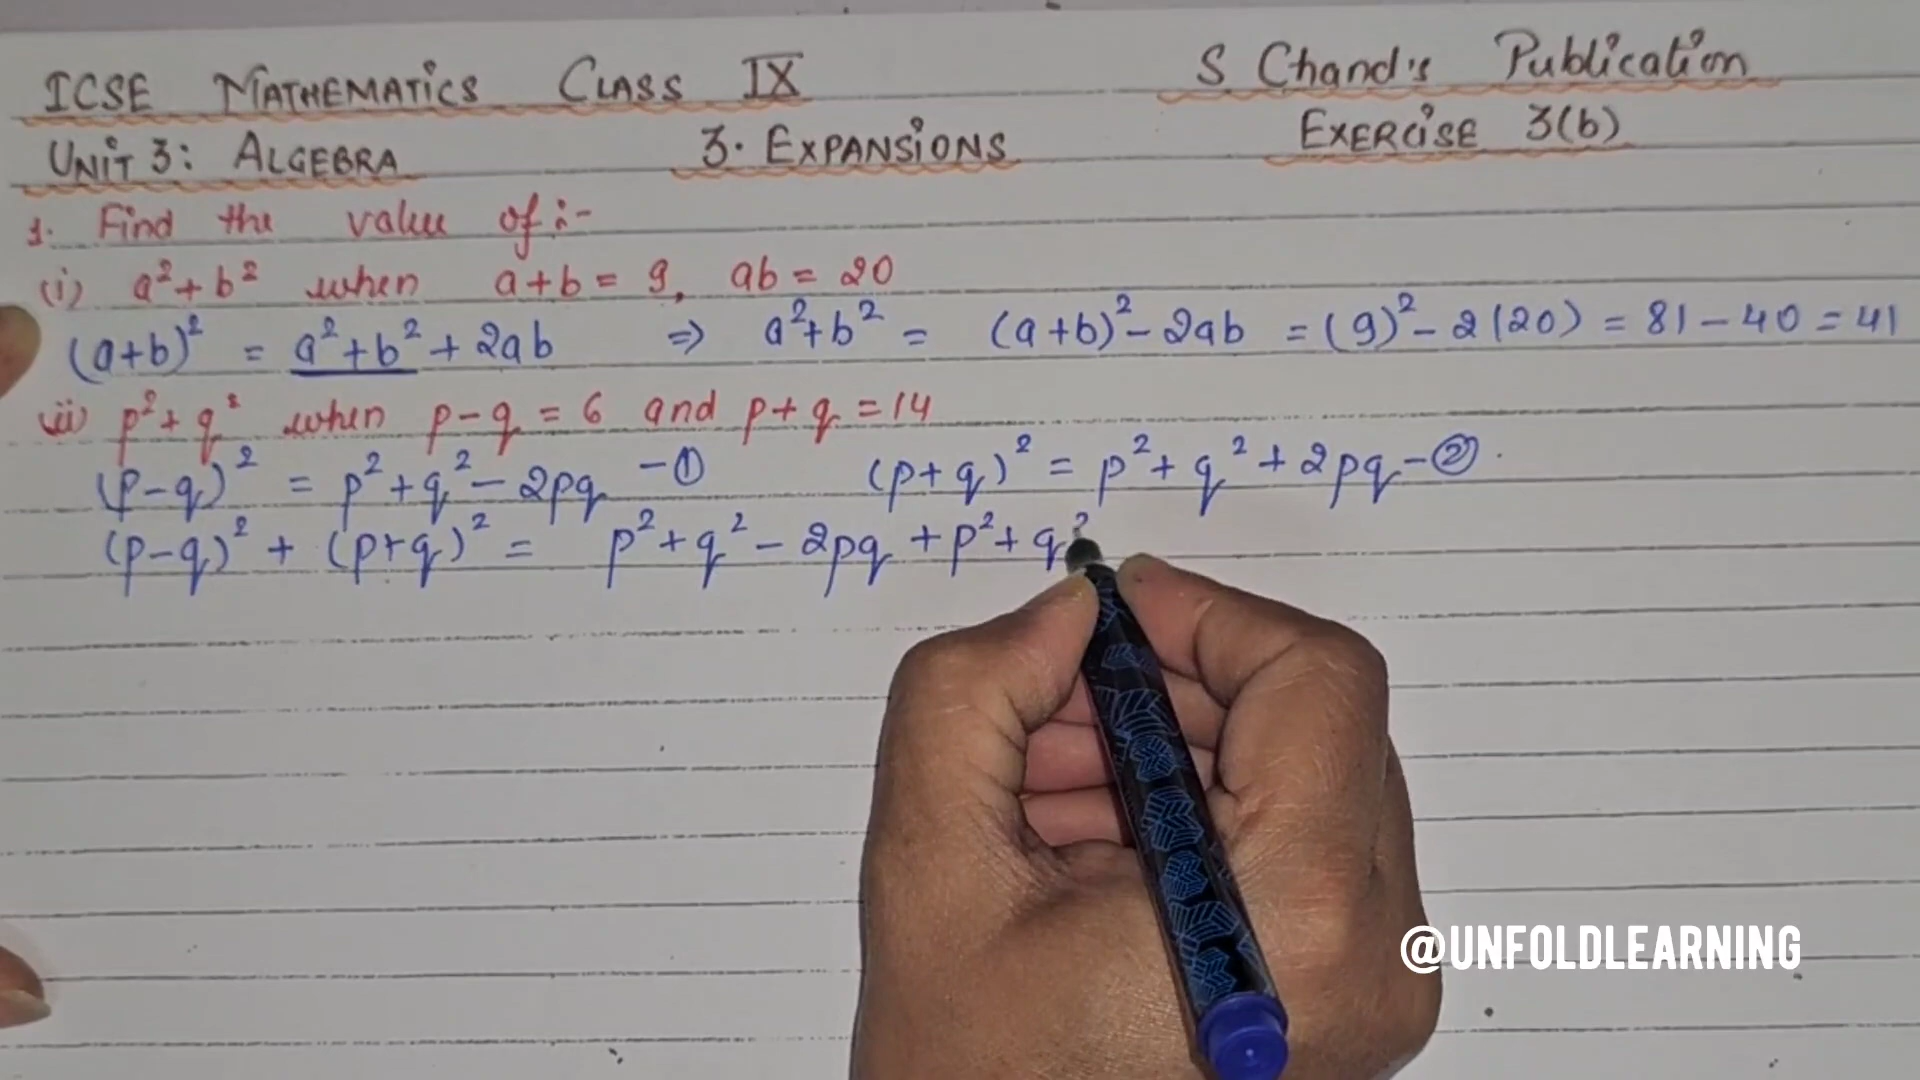 ICSE MATHEMATICS CLASS IX S Chand's Publication
UNIT 3: ALGEBRA 3. EXPANSIONS EXERCISE 3(b)
1. Find the value of :-
(i) a²+b² when a+b = 9, ab = 20
(a+b)² = a²+b²+2ab ⇒ a²+b² = (a+b)²-2ab = (9)²-2(20) = 81-40 = 41
(ii) p²+q² when p-q = 6 and p+q = 14
(p-q)² = p²+q²-2pq -① (p+q)² = p²+q²+2pq-②.
(p-q)² + (p+q)² = p²+q²-2pq+p²+q²
@UNFOLDLEARNING